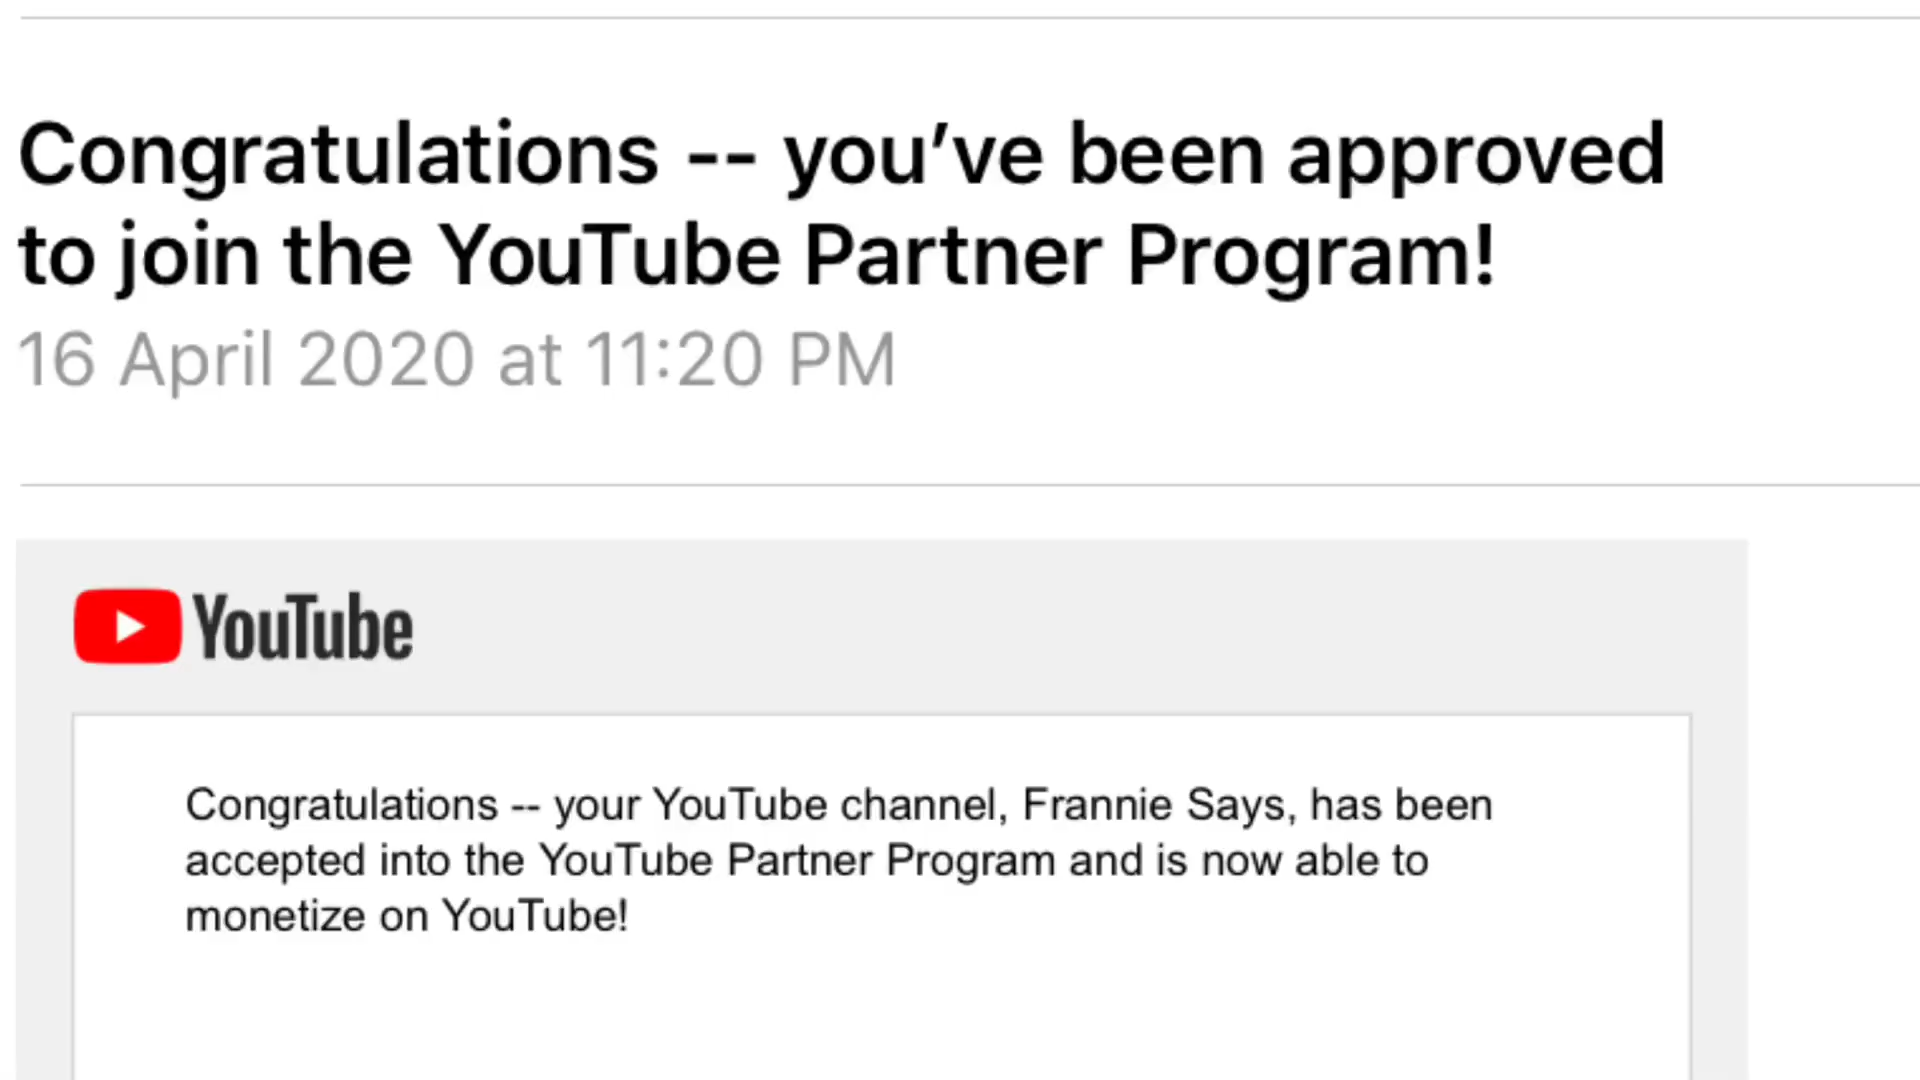 Congratulations -- you’ve been approved
to join the YouTube Partner Program!
16 April 2020 at 11:20 PM
YouTube
Congratulations -- your YouTube channel, Frannie Says, has been
accepted into the YouTube Partner Program and is now able to
monetize on YouTube!